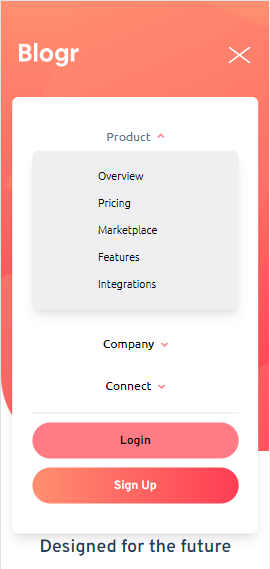 Blogr
Product
Overview
Pricing
Marketplace
Features
Integrations
Company
Connect
Login
Sign Up
Designed for the future